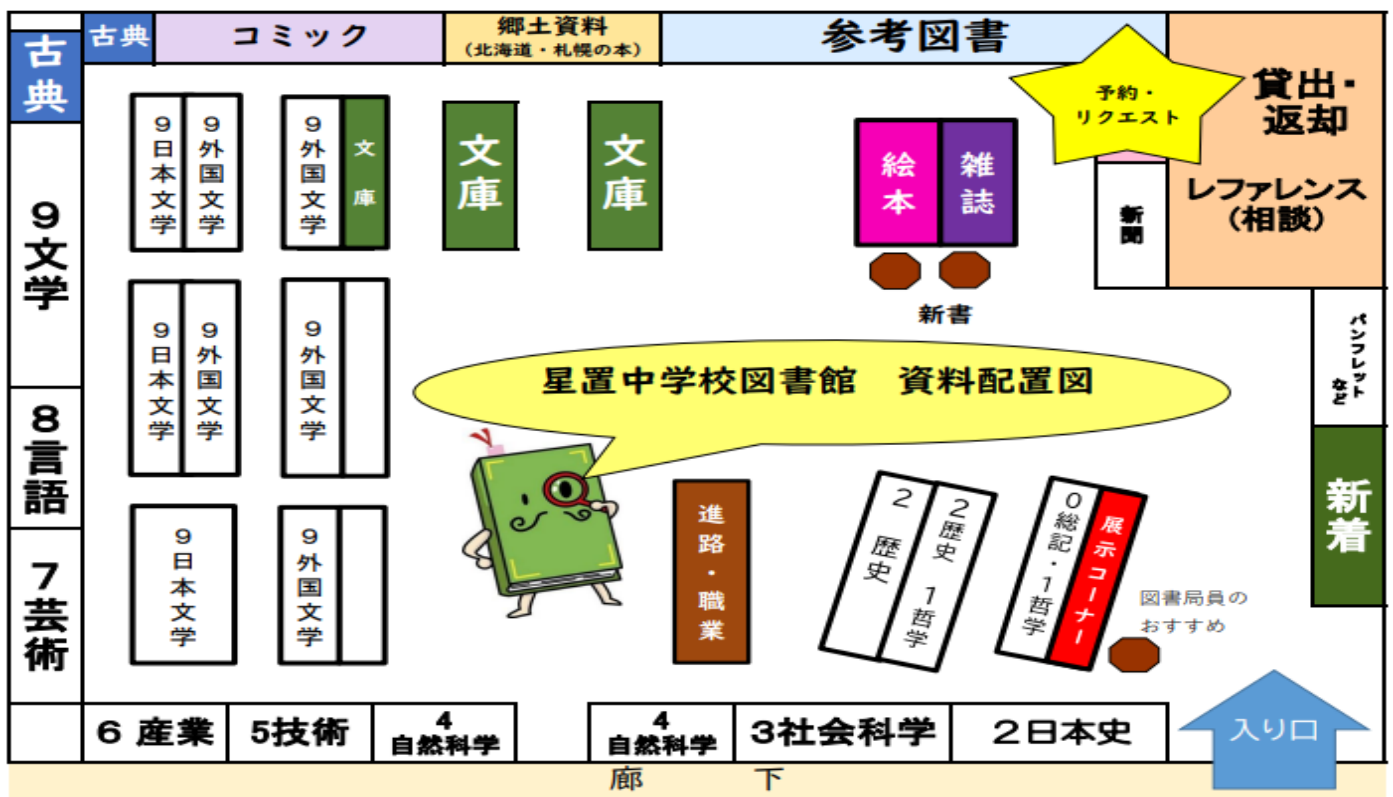 古典
古典
コミック
郷土資料
（北海道・札幌の本）
参考図書
予約・
リクエスト
貸出・
返却
レファレンス
（相談）
9文学
9日本文学
9外国文学
9外国文学
文庫
文庫
文庫
絵本
雑誌
新聞
新書
パンフレット
など
9日本文学
9外国文学
9外国文学
星置中学校図書館　資料配置図
8言語
新着
7芸術
9日本文学
9外国文学
進路・職業
2 歴史
2歴史 1哲学
0総記・1哲学
展示コーナー
図書局員の
おすすめ
6 産業
5技術
4
自然科学
4
自然科学
3社会科学
2日本史
入り口
廊　下